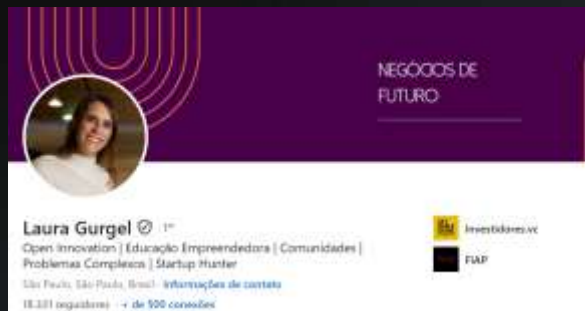 NEGÓCIOS DE
FUTURO
Laura Gurgel
Open Innovation | Educação Empreendedora | Comunidades |
Problemas Complexos | Startup Hunter
São Paulo, São Paulo, Brasil · Informações de contato
seguidores · + de 500 conexões
Investidores.vc
FIAP